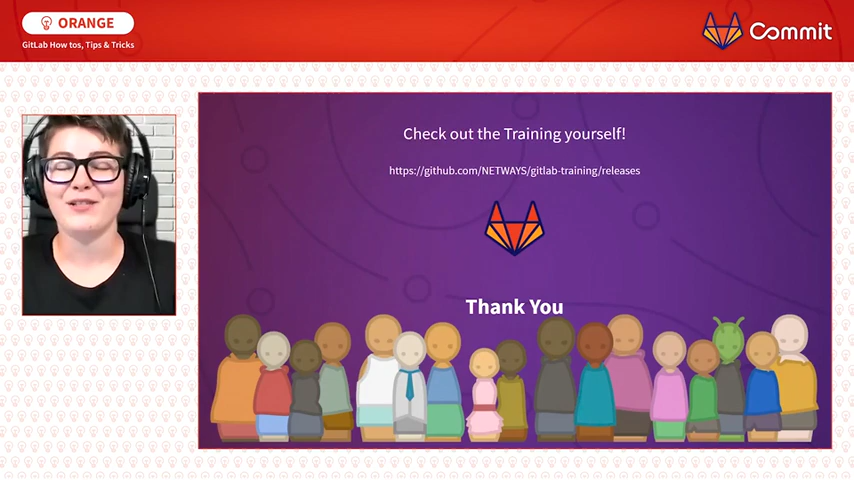 ORANGE
GitLab How tos, Tips & Tricks
Commit
Check out the Training yourself!
https://github.com/NETWAYS/gitlab-training/releases
Thank You